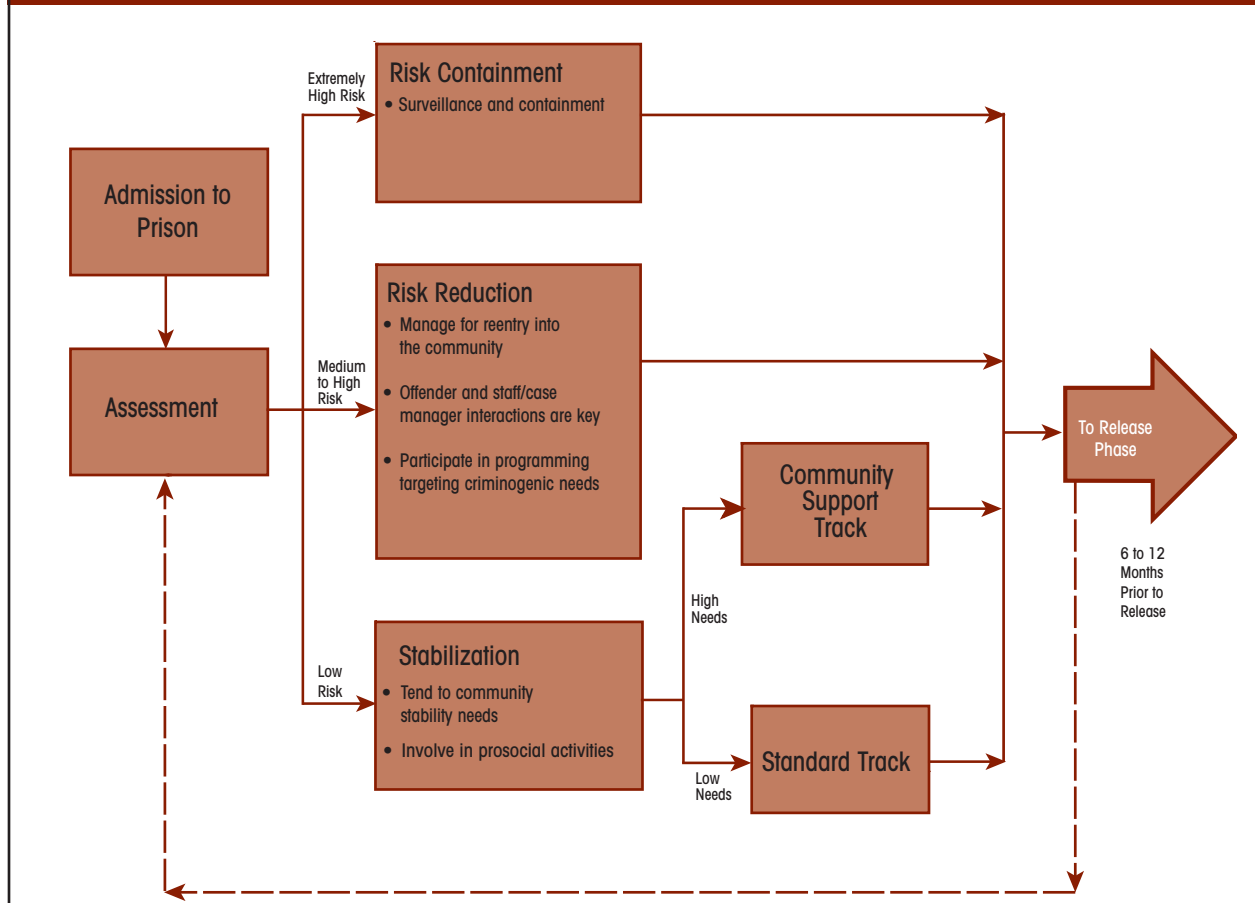 Admission to
Prison
Assessment
Extremely
High Risk
Risk Containment
• Surveillance and containment
Medium
to High
Risk
Risk Reduction
• Manage for reentry into
the community
• Offender and staff/case
manager interactions are key
• Participate in programming
targeting criminogenic needs
Low
Risk
Stabilization
• Tend to community
stability needs
• Involve in prosocial activities
High
Needs
Community
Support
Track
Low
Needs
Standard Track
To Release
Phase
6 to 12
Months
Prior to
Release